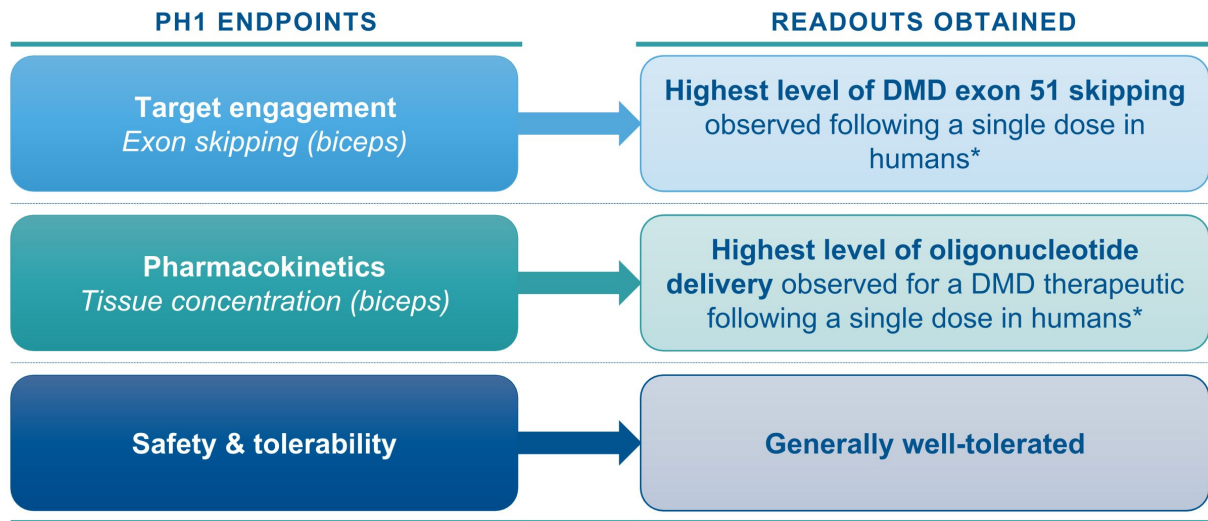 PH1 ENDPOINTS
READOUTS OBTAINED
Target engagement
Exon skipping (biceps)
Highest level of DMD exon 51 skipping
observed following a single dose in
humans*
Pharmacokinetics
Tissue concentration (biceps)
Highest level of oligonucleotide
delivery observed for a DMD therapeutic
following a single dose in humans*
Safety & tolerability
Generally well-tolerated